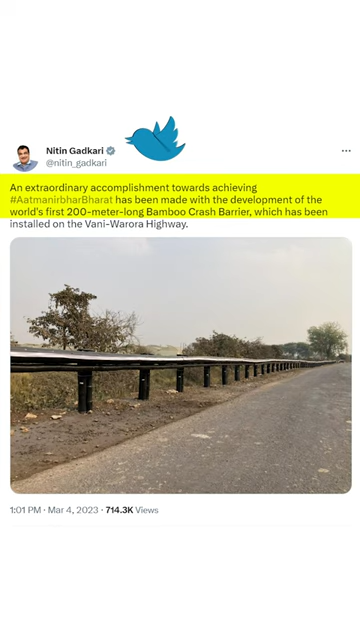 Nitin Gadkari
@nitin_gadkari
An extraordinary accomplishment towards achieving
#AatmanirbharBharat has been made with the development of the
world's first 200-meter-long Bamboo Crash Barrier, which has been
installed on the Vani-Warora Highway.
1:01 PM · Mar 4, 2023 · 714.3K Views